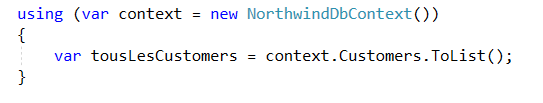 using (var context = new NorthwindDbContext())
{
    var tousLesCustomers = context.Customers.ToList();
}